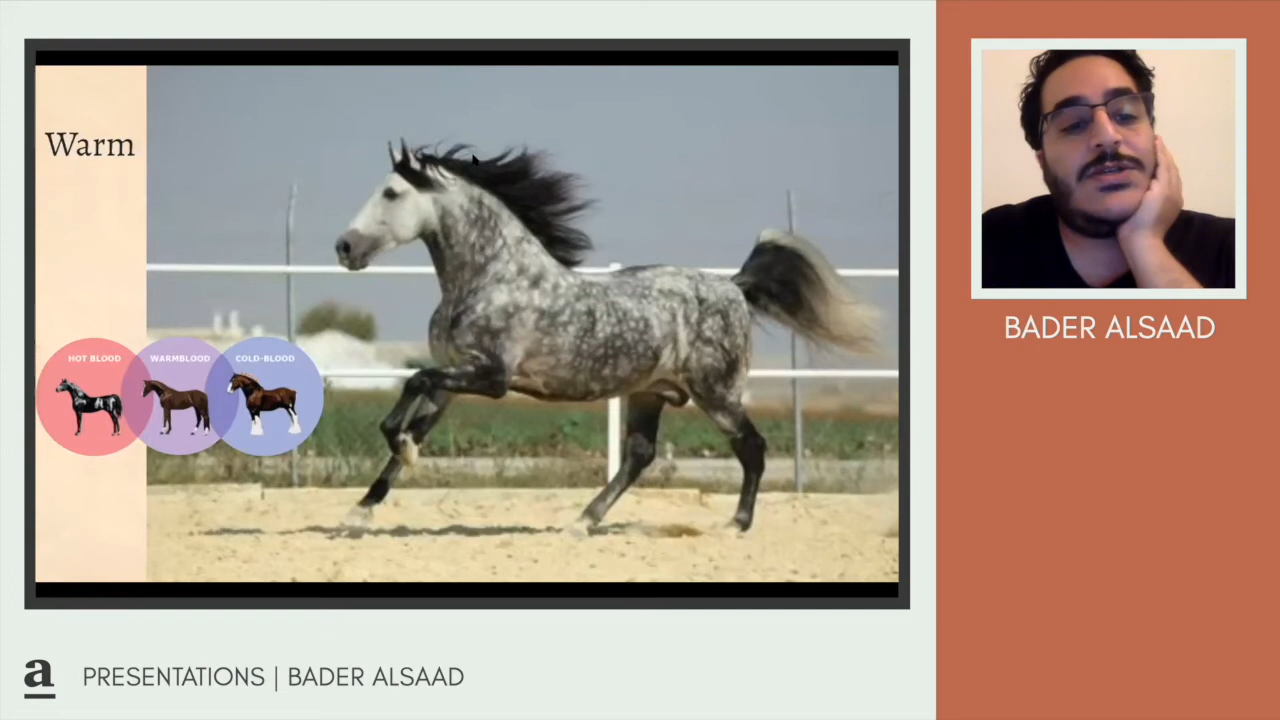 Warm
HOT BLOOD
WARMBLOOD
COLD-BLOOD
BADER ALSAAD
a
PRESENTATIONS | BADER ALSAAD